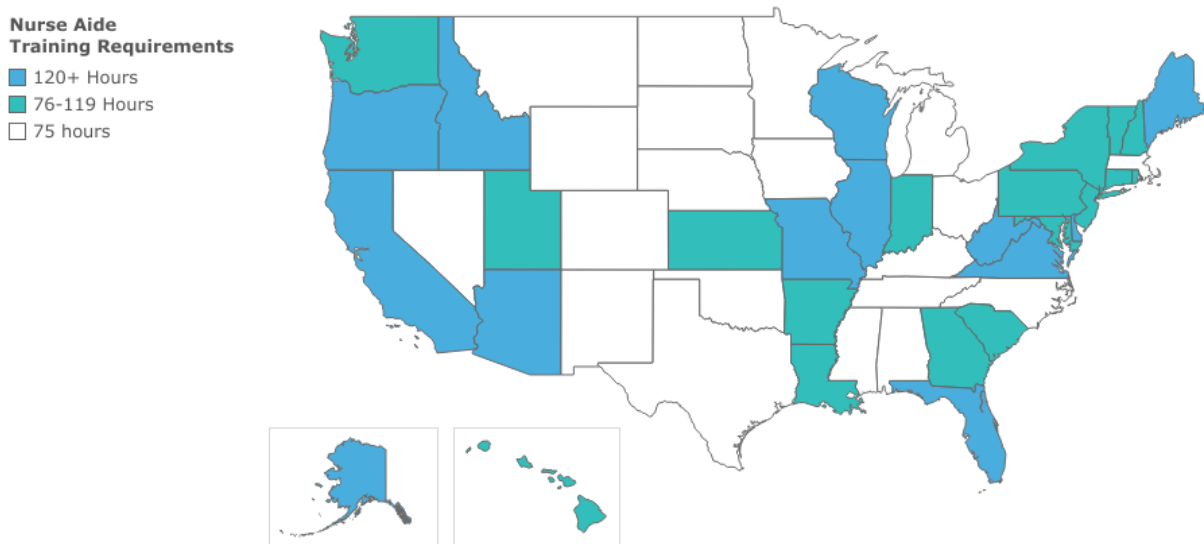 Nurse Aide
Training Requirements
120+ Hours
76-119 Hours
75 hours